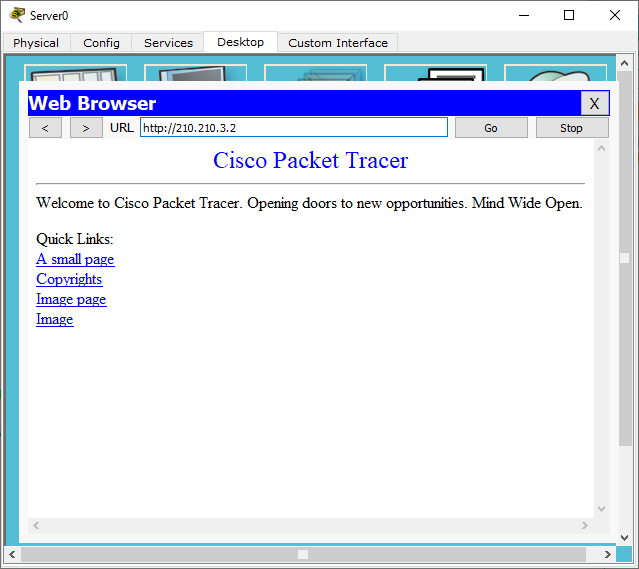 Server0
Physical Config Services Desktop Custom Interface
Web Browser X
< > URL http://210.210.3.2 Go Stop
Cisco Packet Tracer
Welcome to Cisco Packet Tracer. Opening doors to new opportunities. Mind Wide Open.
Quick Links:
A small page
Copyrights
Image page
Image